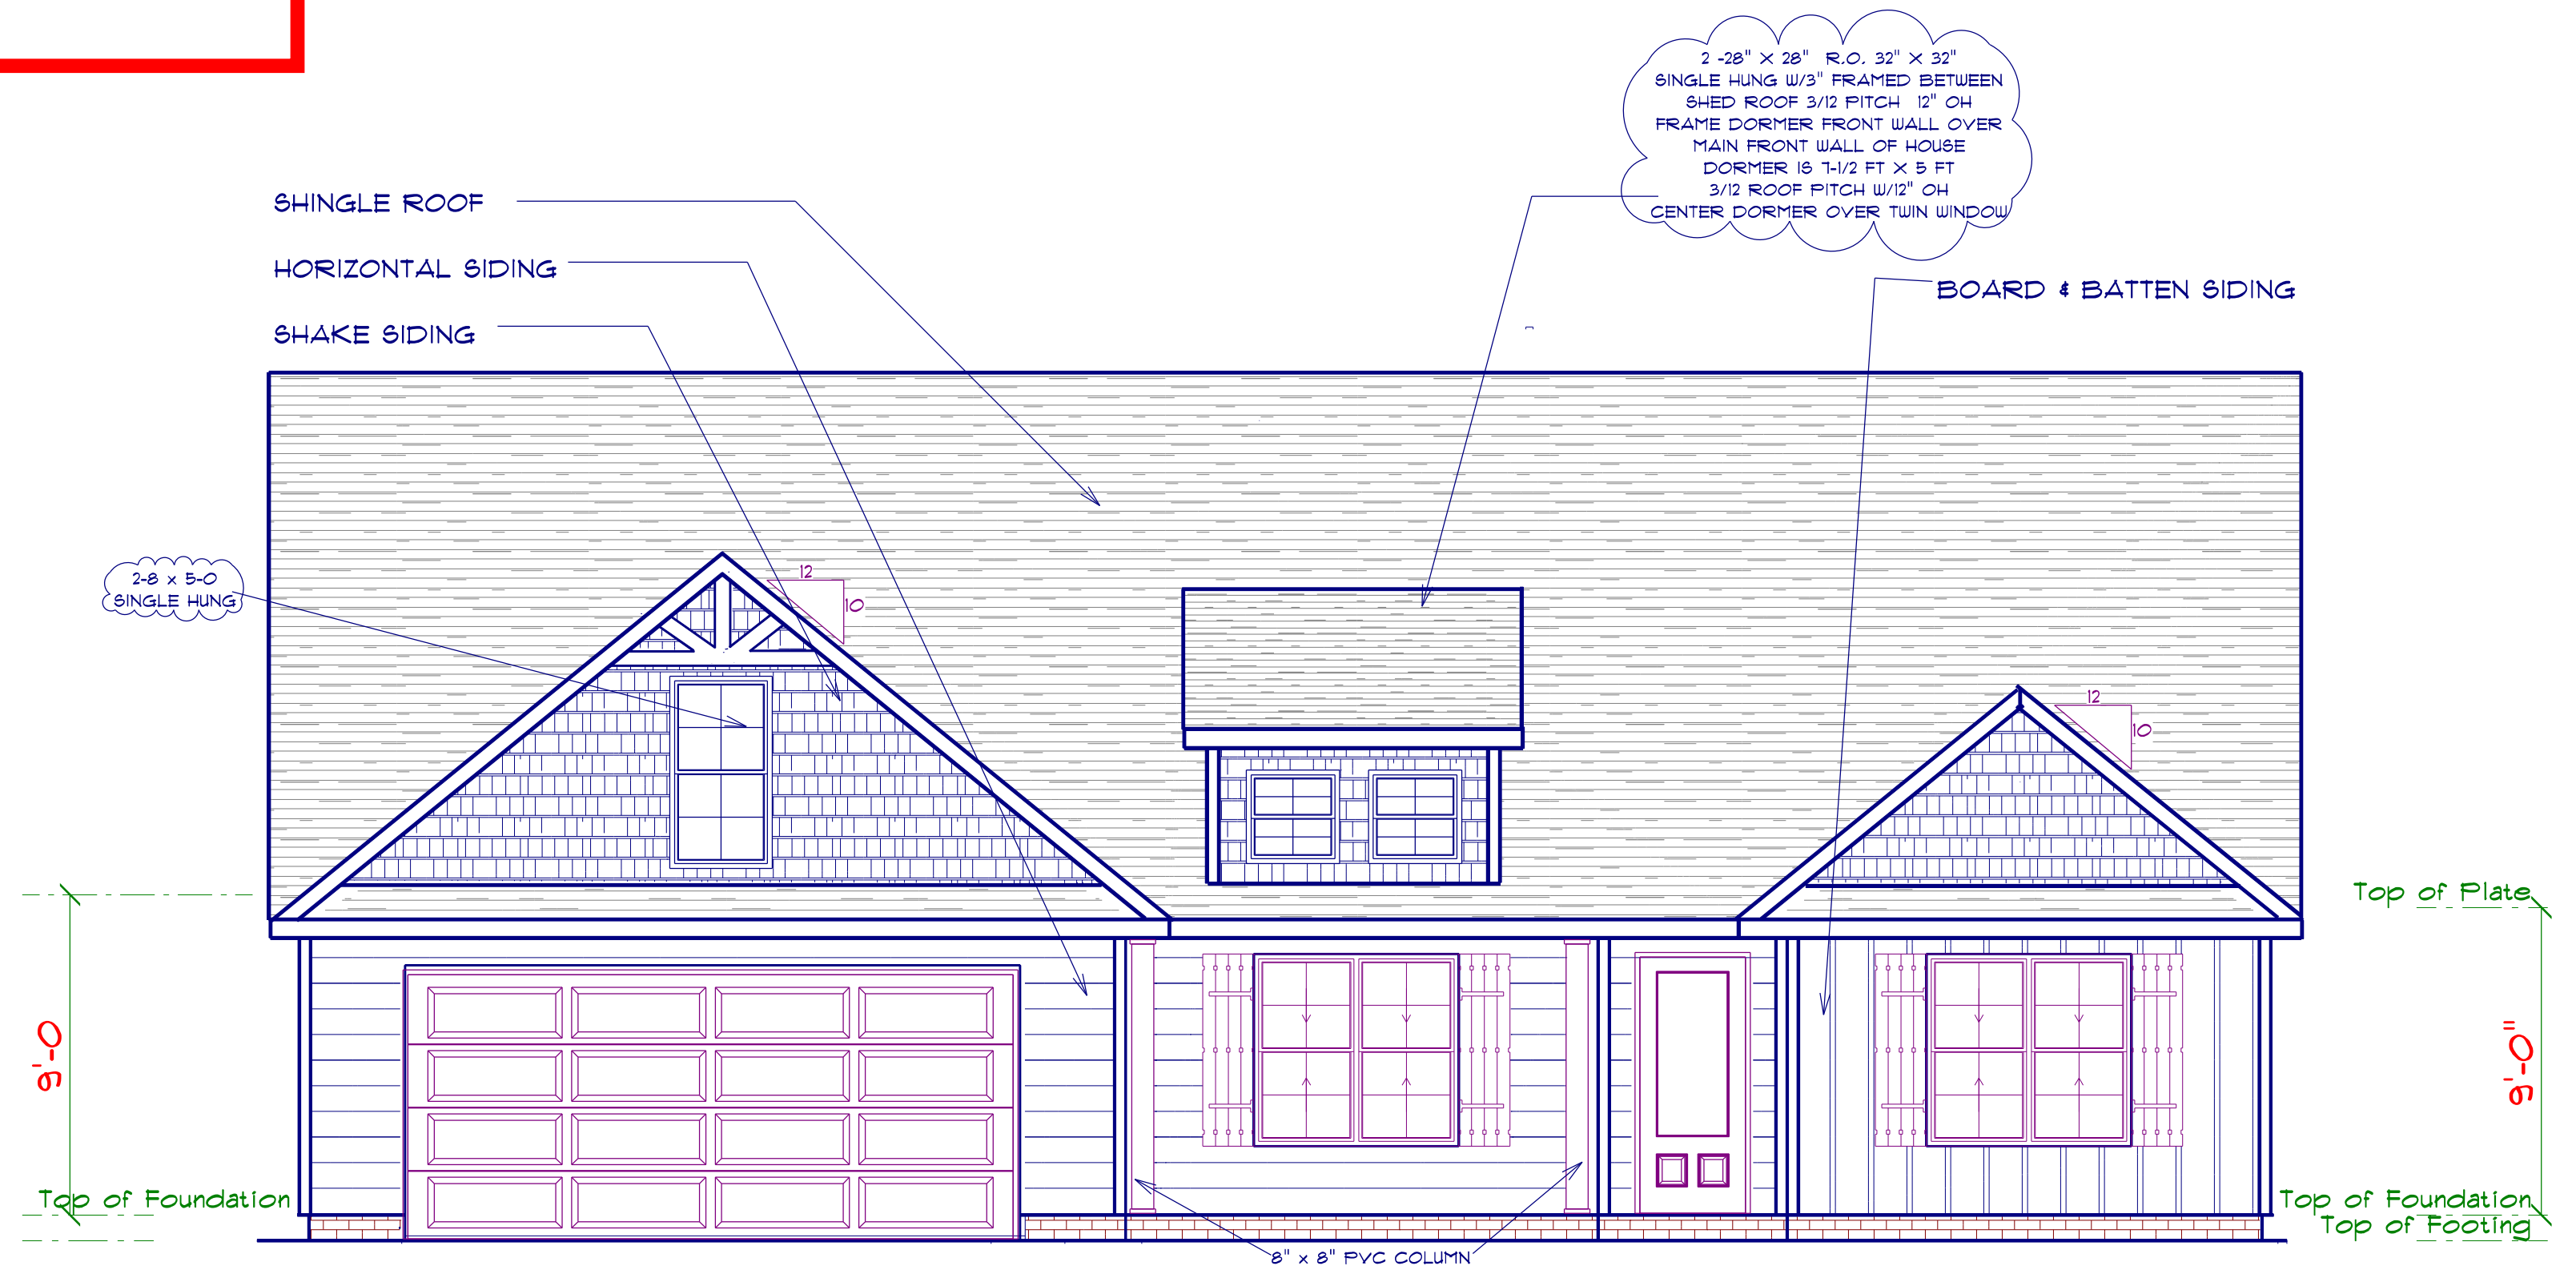 2 -28" X 28"  R.O. 32" X 32"
SINGLE HUNG W/3" FRAMED BETWEEN
SHED ROOF 3/12 PITCH  12" OH
FRAME DORMER FRONT WALL OVER
MAIN FRONT WALL OF HOUSE
DORMER IS 7-1/2 FT X 5 FT
3/12 ROOF PITCH W/12" OH
CENTER DORMER OVER TWIN WINDOW
SHINGLE ROOF
HORIZONTAL SIDING
BOARD & BATTEN SIDING
SHAKE SIDING
2-8 x 5-0
SINGLE HUNG
12
10
12
10
Top of Plate
9'-0
9'-0"
Top of Foundation
Top of Foundation
Top of Footing
8" x 8" PVC COLUMN